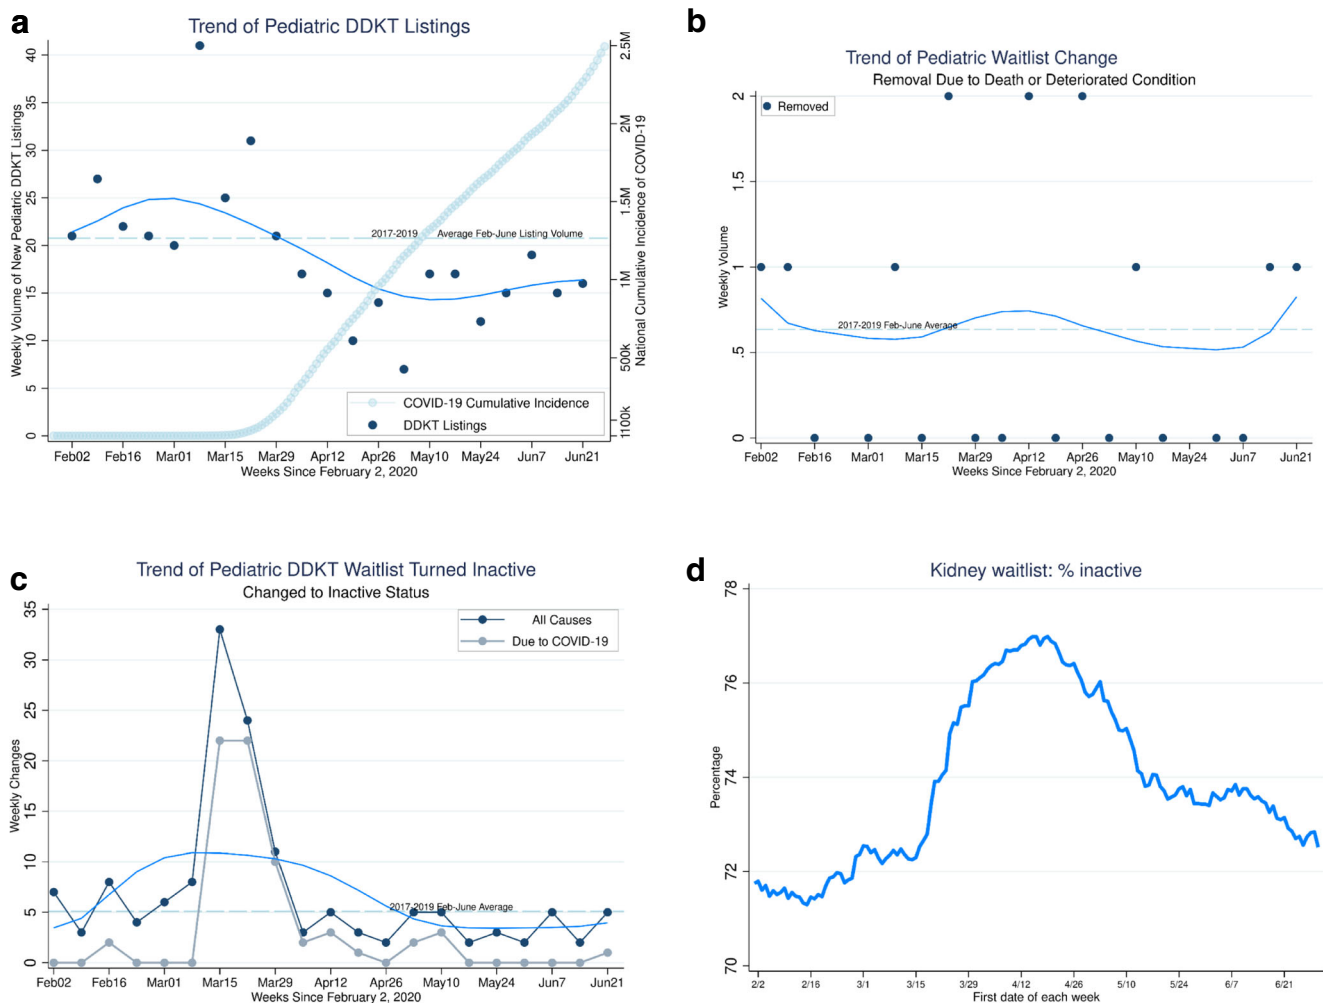 a
Trend of Pediatric DDKT Listings
Weekly Volume of New Pediatric DDKT Listings
40
35
30
25
20
15
10
5
0
2017-2019 Average Feb-June Listing Volume
COVID-19 Cumulative Incidence
DDKT Listings
2.5M
2M
1.5M
1M
500k
1100k
National Cumulative Incidence of COVID-19
Feb02 Feb16 Mar01 Mar15 Mar29 Apr12 Apr26 May10 May24 Jun7 Jun21
Weeks Since February 2, 2020
b
Trend of Pediatric Waitlist Change
Removal Due to Death or Deteriorated Condition
Removed
Weekly Volume
2
1.5
1
.5
0
2017-2019 Feb-June Average
Feb02 Feb16 Mar01 Mar15 Mar29 Apr12 Apr26 May10 May24 Jun7 Jun21
Weeks Since February 2, 2020
c
Trend of Pediatric DDKT Waitlist Turned Inactive
Changed to Inactive Status
All Causes
Due to COVID-19
Weekly Changes
35
30
25
20
15
10
5
0
2017-2019 Feb-June Average
Feb02 Feb16 Mar01 Mar15 Mar29 Apr12 Apr26 May10 May24 Jun7 Jun21
Weeks Since February 2, 2020
d
Kidney waitlist: % inactive
Percentage
78
76
74
72
70
2/2 2/16 3/1 3/15 3/29 4/12 4/26 5/10 5/24 6/7 6/21
First date of each week